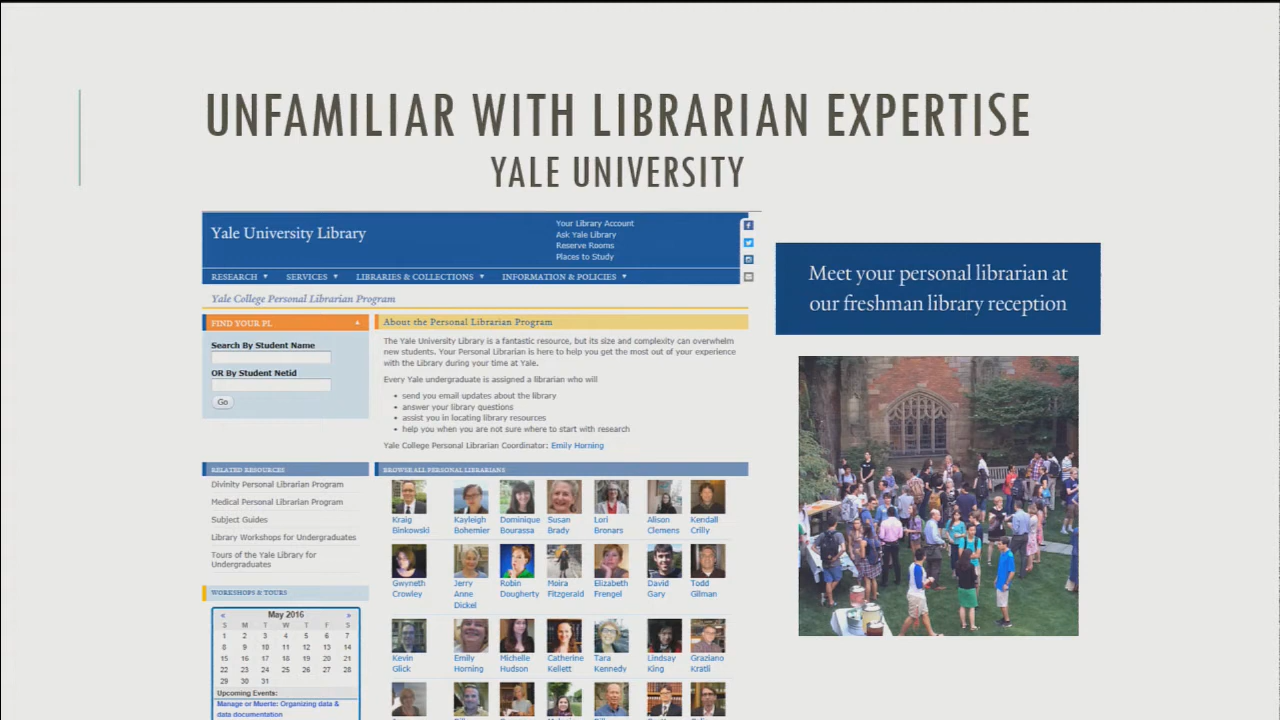 UNFAMILIAR WITH LIBRARIAN EXPERTISE
YALE UNIVERSITY
Yale University Library
Your Library Account
Ask Yale Library
Reserve Rooms
Places to Study
RESEARCH ▼ SERVICES ▼ LIBRARIES & COLLECTIONS ▼ INFORMATION & POLICIES ▼
Yale College Personal Librarian Program
FIND YOUR PL
Search By Student Name
OR By Student Netid
Go
About the Personal Librarian Program
The Yale University Library is a fantastic resource, but its size and complexity can overwhelm
new students. Your Personal Librarian is here to help you get the most out of your experience
with the Library during your time at Yale.
Every Yale undergraduate is assigned a librarian who will
• send you email updates about the library
• answer your library questions
• assist you in locating library resources
• help you when you are not sure where to start with research
Yale College Personal Librarian Coordinator: Emily Horning
RELATED RESOURCES
Divinity Personal Librarian Program
Medical Personal Librarian Program
Subject Guides
Library Workshops for Undergraduates
Tours of the Yale Library for
Undergraduates
WORKSHOPS & TOURS
« May 2016 »
S M T W T F S
1 2 3 4 5 6 7
8 9 10 11 12 13 14
15 16 17 18 19 20 21
22 23 24 25 26 27 28
29 30 31
Upcoming Events:
Manage or Muerte: Organizing data &
data documentation
BROWSE ALL PERSONAL LIBRARIANS
Kraig Kayleigh Dominique Susan Lori Alison Kendall
Binkowski Bohemier Bourassa Brady Bronars Clemens Crilly
Gwyneth Jerry Robin Moira Elizabeth David Todd
Crowley Anne Dougherty Fitzgerald Frengel Gary Gilman
Dickel
Kevin Emily Michelle Catherine Tara Lindsay Graziano
Glick Horning Hudson Kellett Kennedy King Kratli
Meet your personal librarian at
our freshman library reception